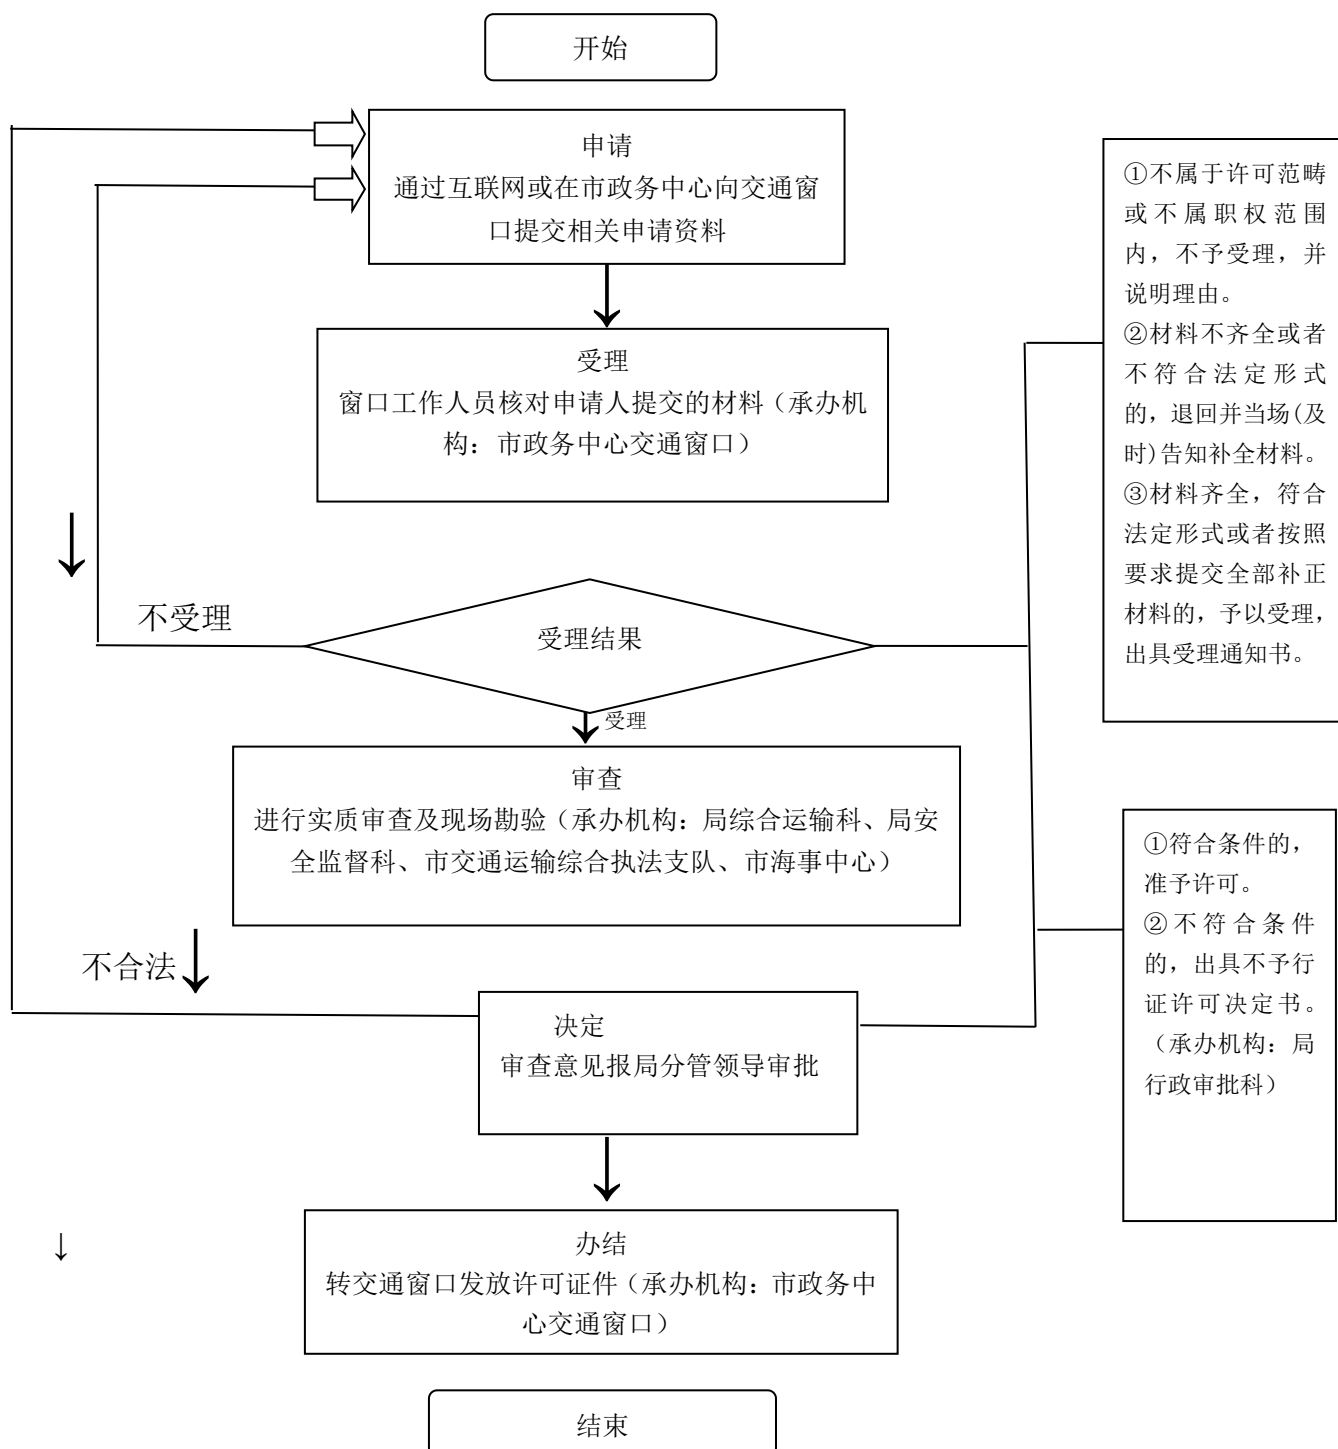 开始
申请
通过互联网或在市政务中心向交通窗
口提交相关申请资料
①不属于许可范畴
或不属职权范围
内，不予受理，并
说明理由。
②材料不齐全或者
不符合法定形式
的，退回并当场(及
时)告知补全材料。
③材料齐全，符合
法定形式或者按照
要求提交全部补正
材料的，予以受理，
出具受理通知书。
受理
窗口工作人员核对申请人提交的材料（承办机
构：市政务中心交通窗口）
↓
不受理
受理结果
受理
审查
进行实质审查及现场勘验（承办机构：局综合运输科、局安
全监督科、市交通运输综合执法支队、市海事中心）
①符合条件的，
准予许可。
②不符合条件
的，出具不予行
证许可决定书。
（承办机构：局
行政审批科）
不合法↓
决定
审查意见报局分管领导审批
↓
办结
转交通窗口发放许可证件（承办机构：市政务中
心交通窗口）
结束